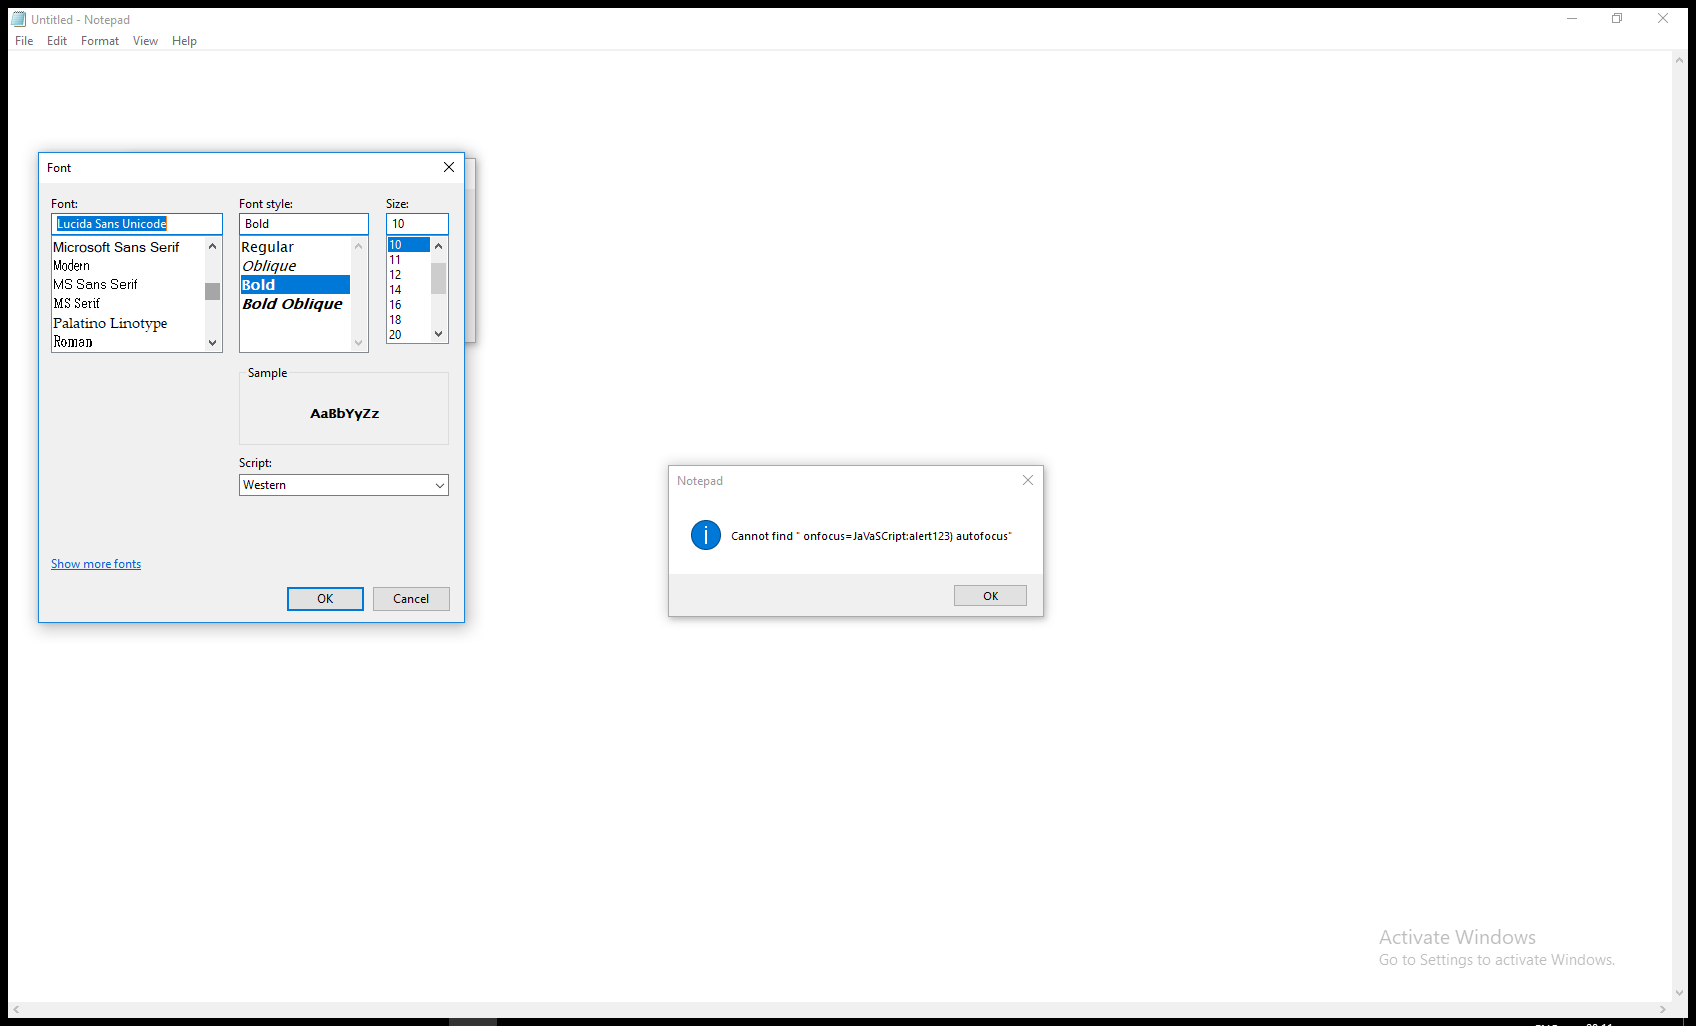 Untitled - Notepad
File Edit Format View Help
Font
Font: Font style: Size:
Lucida Sans Unicode Bold 10
Microsoft Sans Serif
Modern
MS Sans Serif
MS Serif
Palatino Linotype
Roman
Regular
Oblique
Bold
Bold Oblique
10
11
12
14
16
18
20
Sample
AaBbYyZz
Script:
Western
Show more fonts
OK Cancel
Notepad
Cannot find " onfocus=JaVaSCript:alert123) autofocus"
OK
Activate Windows
Go to Settings to activate Windows.